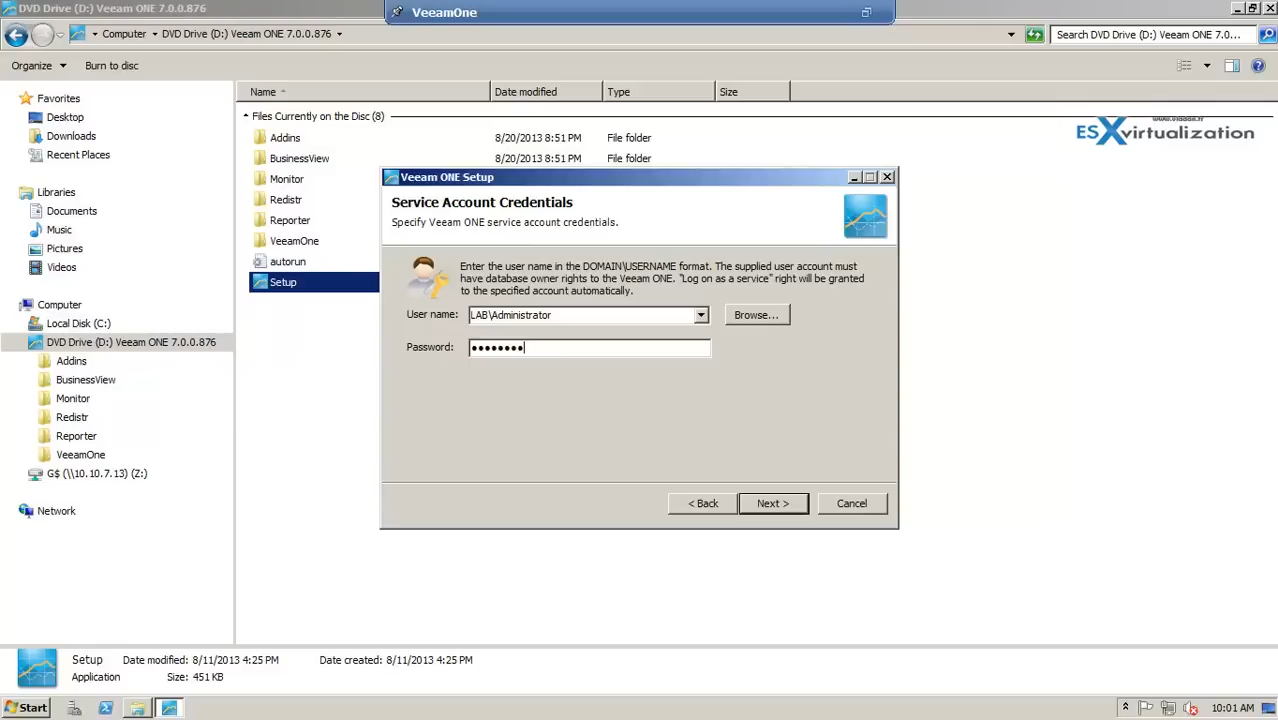 DVD Drive (D:) Veeam ONE 7.0.0.876
VeeamOne
Computer
DVD Drive (D:) Veeam ONE 7.0.0.876
Search DVD Drive (D:) Veeam ONE 7.0...
Organize
Burn to disc
Favorites
Desktop
Downloads
Recent Places
Libraries
Documents
Music
Pictures
Videos
Computer
Local Disk (C:)
DVD Drive (D:) Veeam ONE 7.0.0.876
Addins
BusinessView
Monitor
Redistr
Reporter
VeeamOne
G$ (\\10.10.7.13) (Z:)
Network
Name
Date modified
Type
Size
Files Currently on the Disc (8)
Addins 8/20/2013 8:51 PM File folder
BusinessView 8/20/2013 8:51 PM File folder
Monitor
Redistr
Reporter
VeeamOne
autorun
Setup
ESXvirtualization
Veeam ONE Setup
Service Account Credentials
Specify Veeam ONE service account credentials.
Enter the user name in the DOMAIN\USERNAME format. The supplied user account must
have database owner rights to the Veeam ONE. "Log on as a service" right will be granted
to the specified account automatically.
User name: LAB\Administrator Browse...
Password: ••••••••
< Back Next > Cancel
Setup Date modified: 8/11/2013 4:25 PM Date created: 8/11/2013 4:25 PM
Application Size: 451 KB
Start
10:01 AM